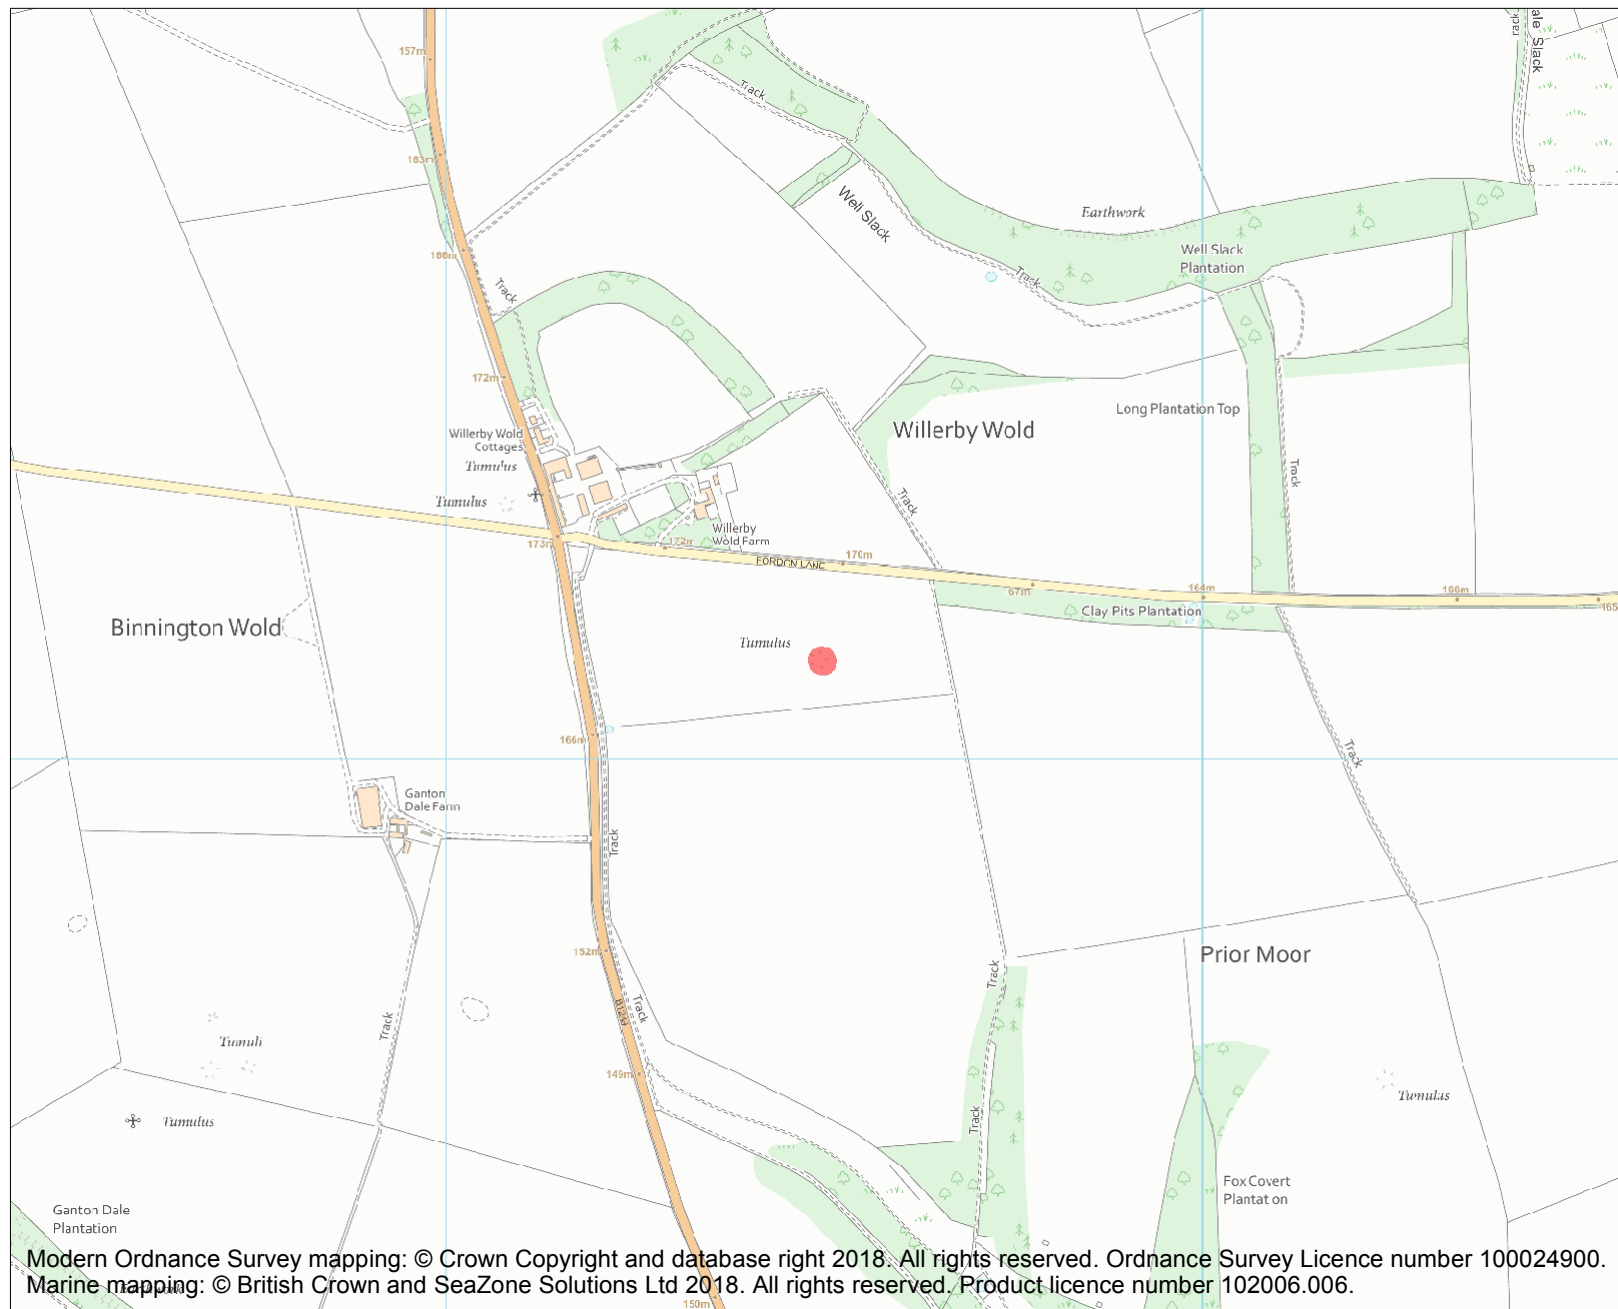 157m
ale Slack
rack
Track
163m
Well Slack
Earthwork
Well Slack
Plantation
Track
Track
172m
Long Plantation Top
Willerby Wold
Willerby Wold
Cottages
Tumulus
Track
Tumulus
Track
Willerby
Wold Farm
173m
172m
170m
FORDON LANE
67m
164m
166m
165
Clay Pits Plantation
Binnington Wold
Tumulus
166m
Track
Ganton
Dale Farm
Track
152m
Prior Moor
Track
Track
Track
Tumuli
149m
Tumulus
Track
Tumulus
Fox Covert
Plantat on
Ganton Dale
Plantation
Modern Ordnance Survey mapping: © Crown Copyright and database right 2018. All rights reserved. Ordnance Survey Licence number 100024900.
Marine mapping: © British Crown and SeaZone Solutions Ltd 2018. All rights reserved. Product licence number 102006.006.
150m